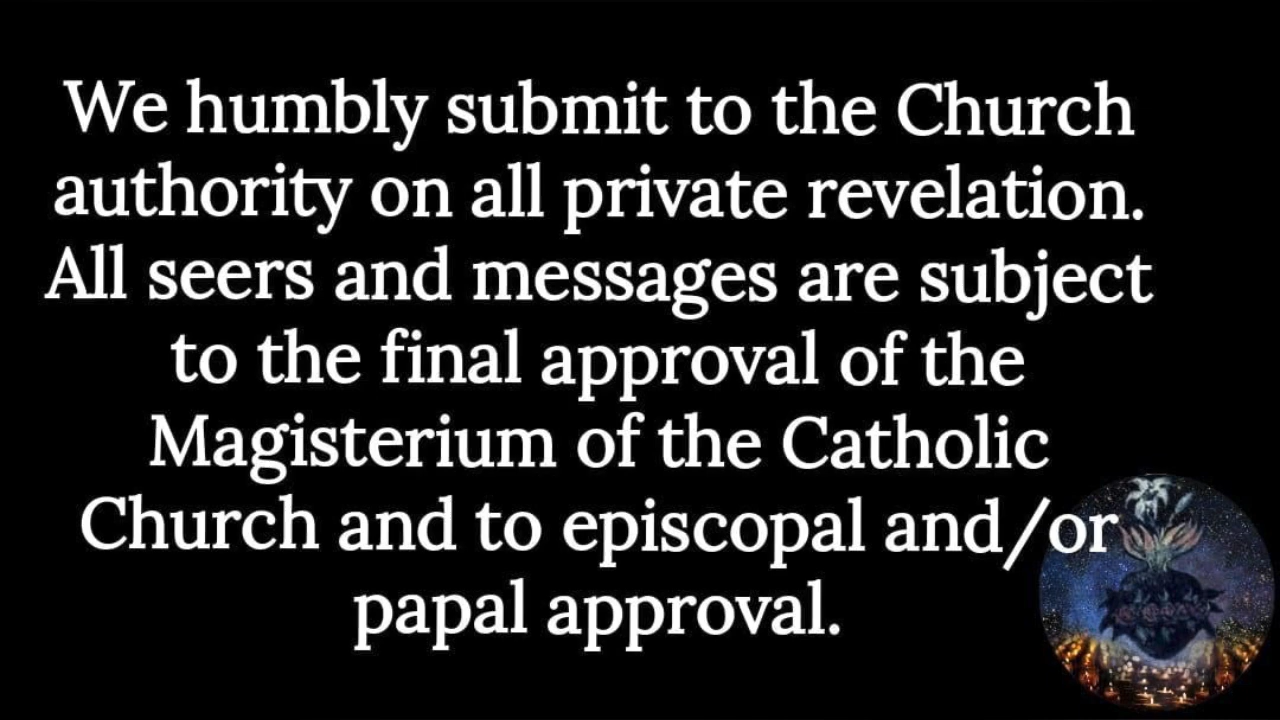 We humbly submit to the Church
authority on all private revelation.
All seers and messages are subject
to the final approval of the
Magisterium of the Catholic
Church and to episcopal and/or
papal approval.